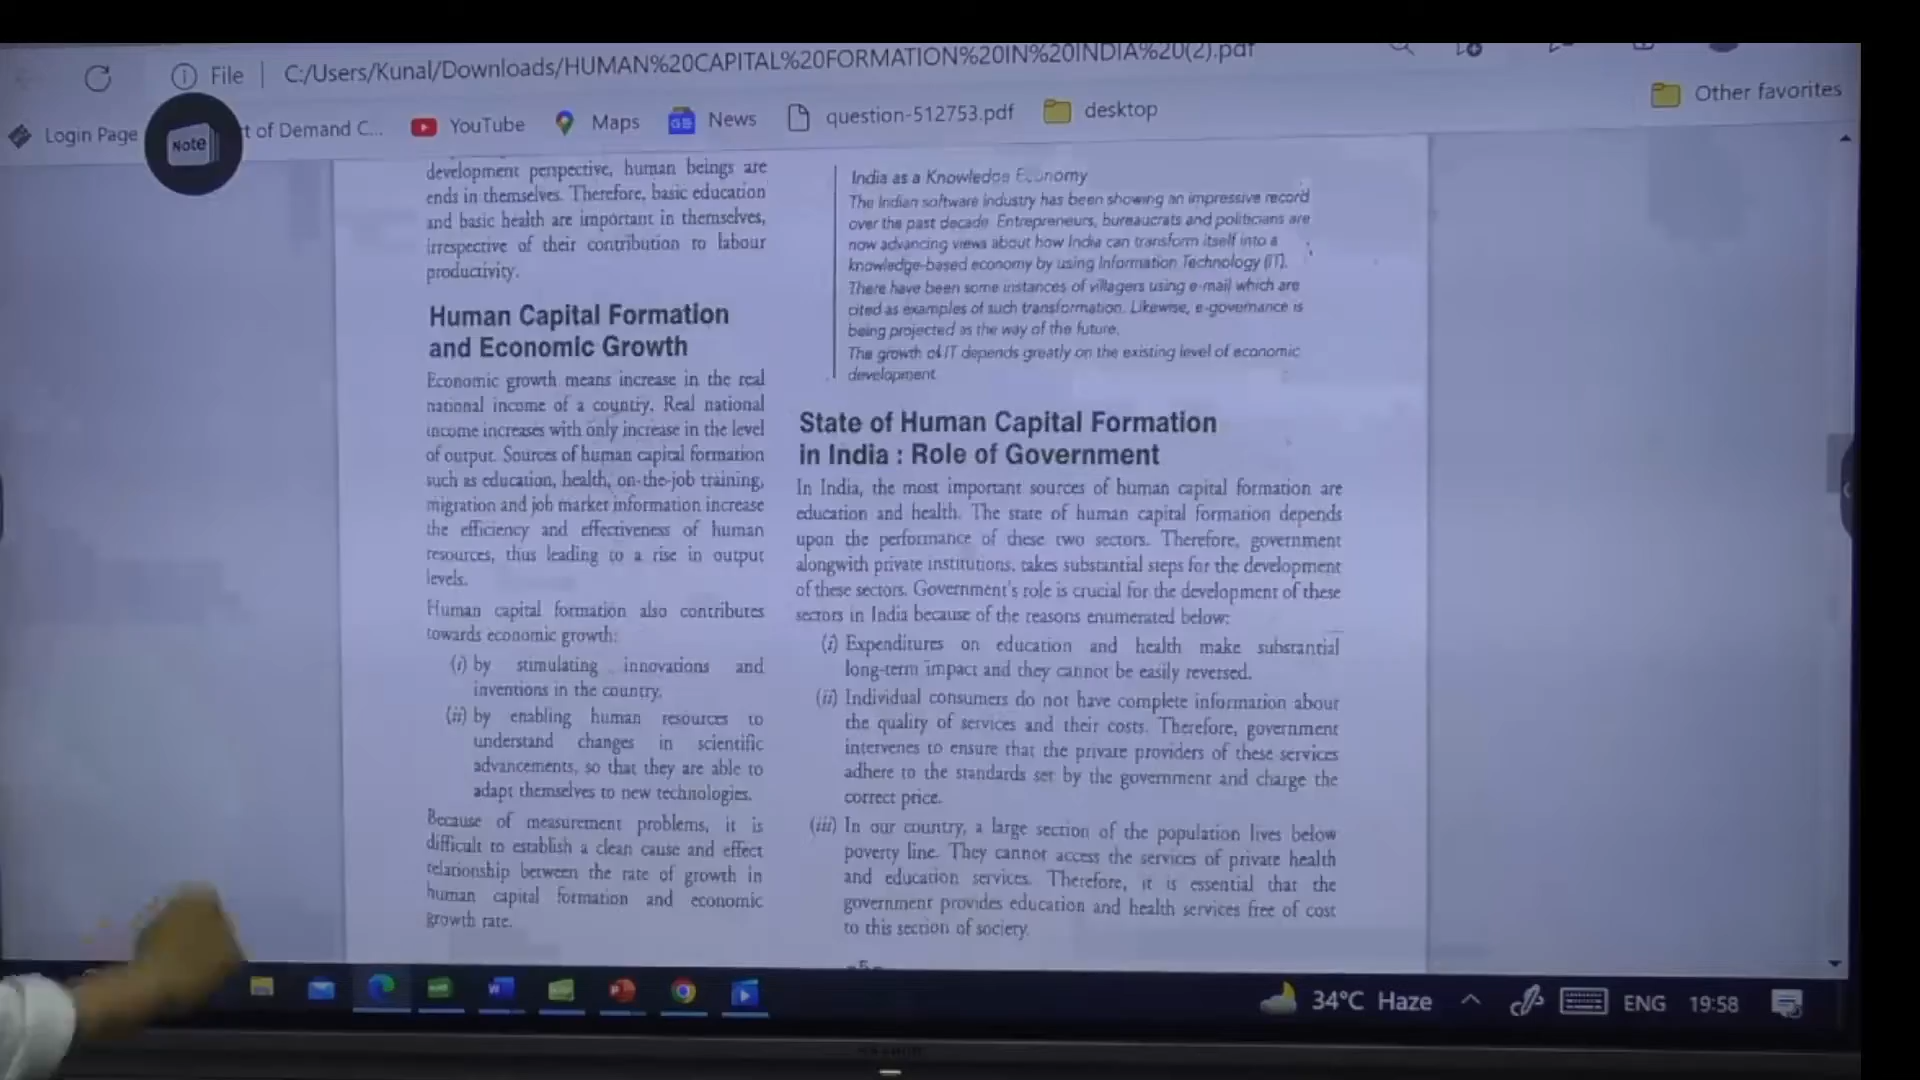 File | C:/Users/Kunal/Downloads/HUMAN%20CAPITAL%20FORMATION%20IN%20INDIA%20(2).pdf
Login Page
Note
t of Demand C...
YouTube
Maps
News
question-512753.pdf
desktop
Other favorites
development perspective, human beings are
ends in themselves. Therefore, basic education
and basic health are important in themselves,
irrespective of their contribution to labour
productivity.
Human Capital Formation
and Economic Growth
Economic growth means increase in the real
national income of a country. Real national
income increases with only increase in the level
of output. Sources of human capital formation
such as education, health, on-the-job training,
migration and job market information increase
the efficiency and effectiveness of human
resources, thus leading to a rise in output
levels.
Human capital formation also contributes
towards economic growth:
(i) by stimulating innovations and
inventions in the country.
(ii) by enabling human resources to
understand changes in scientific
advancements, so that they are able to
adapt themselves to new technologies.
Because of measurement problems, it is
difficult to establish a clean cause and effect
relationship between the rate of growth in
human capital formation and economic
growth rate.
India as a Knowledge Economy
The Indian software industry has been showing an impressive record
over the past decade. Entrepreneurs, bureaucrats and politicians are
now advancing views about how India can transform itself into a
knowledge-based economy by using Information Technology (IT).
There have been some instances of villagers using e-mail which are
cited as examples of such transformation. Likewise, e-governance is
being projected as the way of the future.
The growth of IT depends greatly on the existing level of economic
development.
State of Human Capital Formation
in India : Role of Government
In India, the most important sources of human capital formation are
education and health. The state of human capital formation depends
upon the performance of these two sectors. Therefore, government
alongwith private institutions, takes substantial steps for the development
of these sectors. Government's role is crucial for the development of these
sectors in India because of the reasons enumerated below:
(i) Expenditures on education and health make substantial
long-term impact and they cannot be easily reversed.
(ii) Individual consumers do not have complete information about
the quality of services and their costs. Therefore, government
intervenes to ensure that the private providers of these services
adhere to the standards set by the government and charge the
correct price.
(iii) In our country, a large section of the population lives below
poverty line. They cannot access the services of private health
and education services. Therefore, it is essential that the
government provides education and health services free of cost
to this section of society.
34°C Haze
ENG
19:58